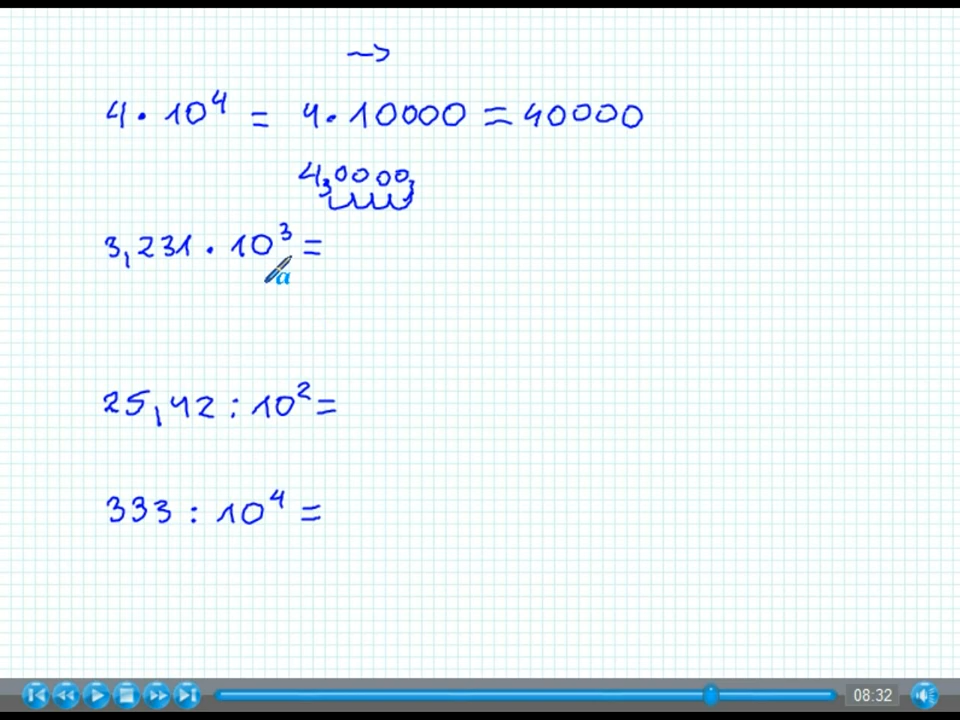 →
4 · 10⁴ = 4 · 10000 = 40000
4,0000,
3,231 · 10³ =
a
25,42 : 10² =
333 : 10⁴ =
08:32